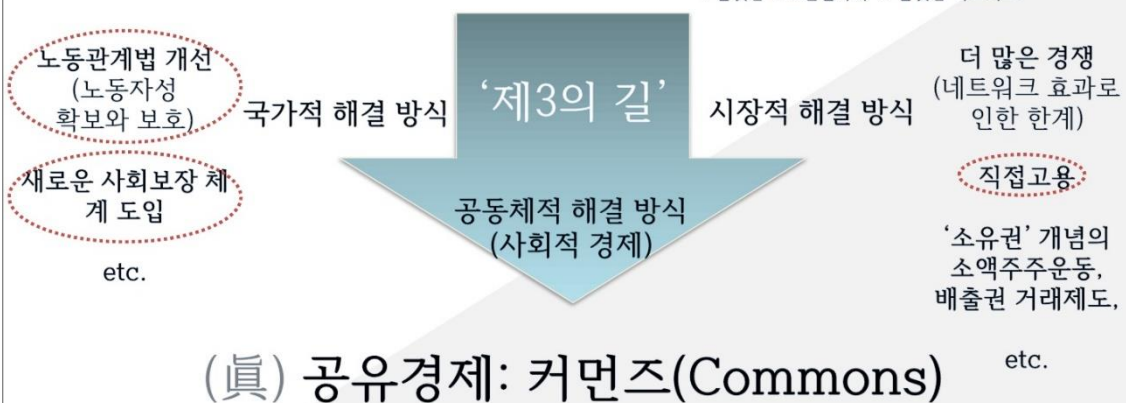 노동관계법 개선
(노동자성
확보와 보호)
국가적 해결 방식
새로운 사회보장 체
계 도입
etc.
‘제3의 길’
공동체적 해결 방식
(사회적 경제)
시장적 해결 방식
더 많은 경쟁
(네트워크 효과로
인한 한계)
직접고용
‘소유권’ 개념의
소액주주운동,
배출권 거래제도,
etc.
(眞) 공유경제: 커먼즈(Commons)